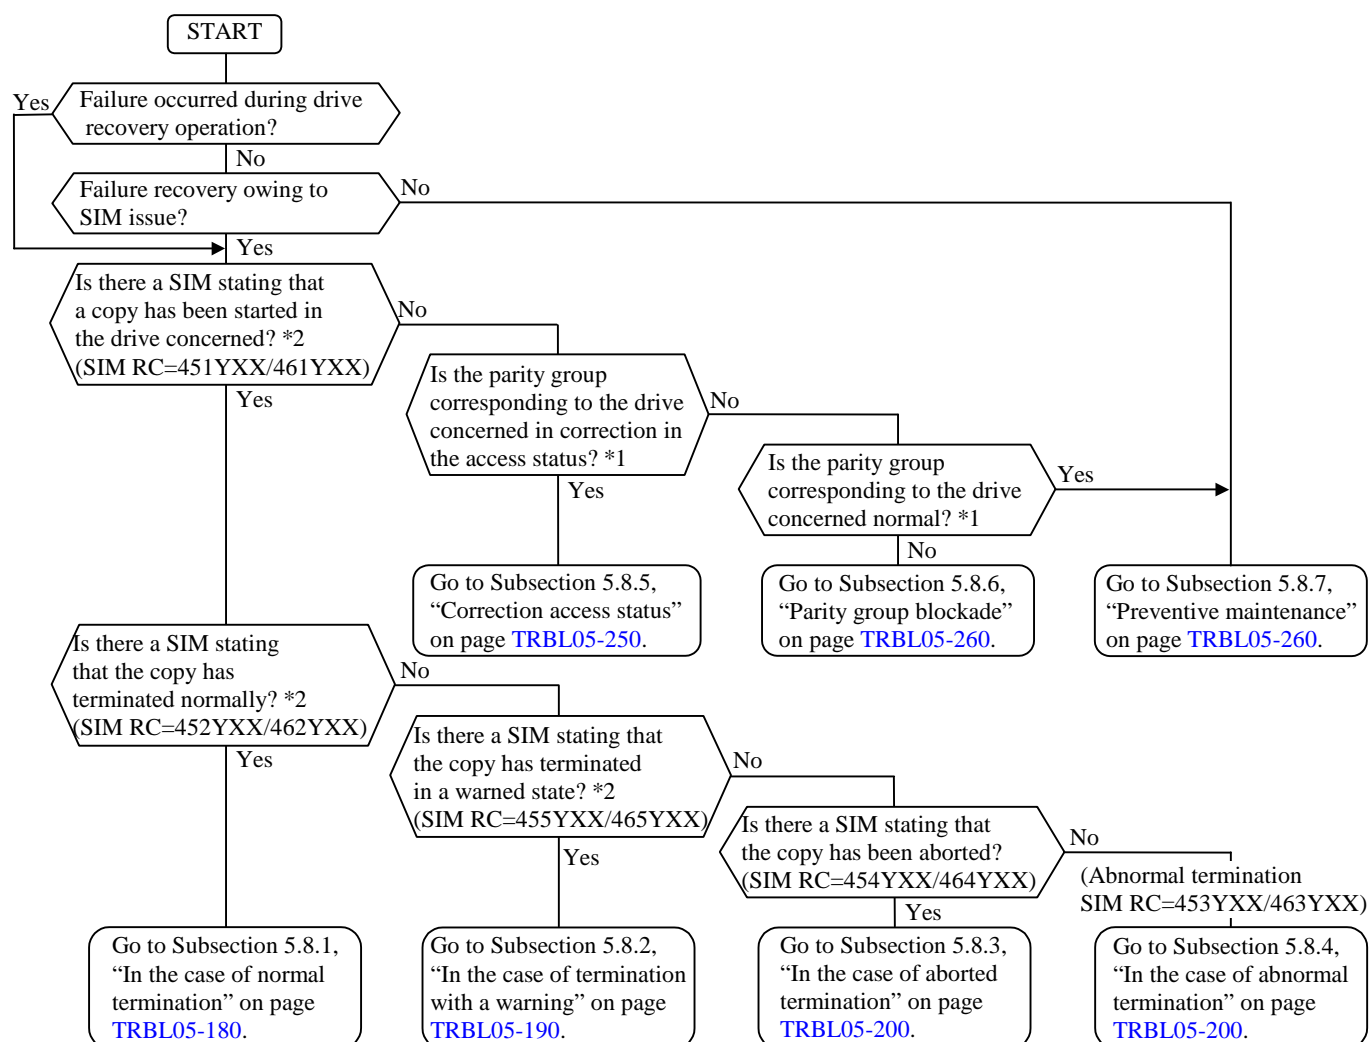 START
Yes
Failure occurred during drive
recovery operation?
No
Failure recovery owing to
SIM issue?
No
Yes
Is there a SIM stating that
a copy has been started in
the drive concerned? *2
(SIM RC=451YXX/461YXX)
No
Yes
Is the parity group
corresponding to the drive
concerned in correction in
the access status? *1
No
Yes
Is the parity group
corresponding to the drive
concerned normal? *1
Yes
No
Go to Subsection 5.8.5,
“Correction access status”
on page TRBL05-250.
Go to Subsection 5.8.6,
“Parity group blockade”
on page TRBL05-260.
Go to Subsection 5.8.7,
“Preventive maintenance”
on page TRBL05-260.
Is there a SIM stating
that the copy has
terminated normally? *2
(SIM RC=452YXX/462YXX)
No
Yes
Is there a SIM stating that
the copy has terminated
in a warned state? *2
(SIM RC=455YXX/465YXX)
No
Yes
Is there a SIM stating that
the copy has been aborted?
(SIM RC=454YXX/464YXX)
No
Yes
(Abnormal termination
SIM RC=453YXX/463YXX)
Go to Subsection 5.8.1,
“In the case of normal
termination” on page
TRBL05-180.
Go to Subsection 5.8.2,
“In the case of termination
with a warning” on page
TRBL05-190.
Go to Subsection 5.8.3,
“In the case of aborted
termination” on page
TRBL05-200.
Go to Subsection 5.8.4,
“In the case of abnormal
termination” on page
TRBL05-200.